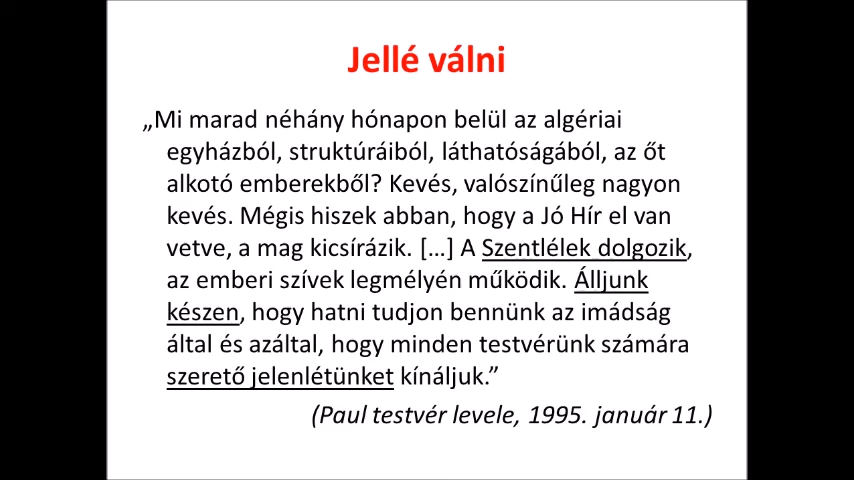 Jellé válni
„Mi marad néhány hónapon belül az algériai
egyházból, struktúráiból, láthatóságából, az őt
alkotó emberekből? Kevés, valószínűleg nagyon
kevés. Mégis hiszek abban, hogy a Jó Hír el van
vetve, a mag kicsírázik. […] A Szentlélek dolgozik,
az emberi szívek legmélyén működik. Álljunk
készen, hogy hatni tudjon bennünk az imádság
által és azáltal, hogy minden testvérünk számára
szerető jelenlétünket kínáljuk.”
(Paul testvér levele, 1995. január 11.)